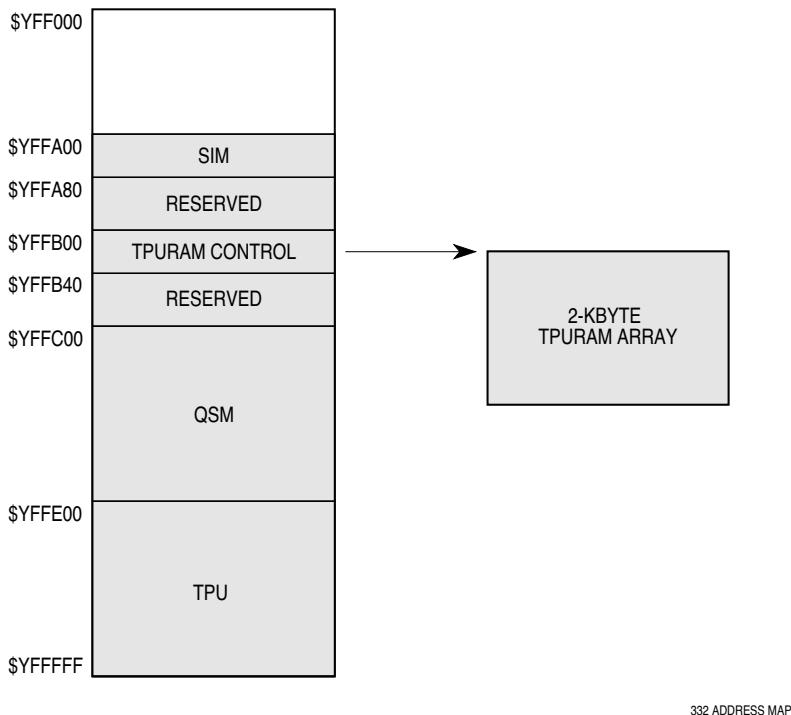 $YFF000
$YFFA00
SIM
$YFFA80
RESERVED
$YFFB00
TPURAM CONTROL
$YFFB40
RESERVED
2-KBYTE
TPURAM ARRAY
$YFFC00
QSM
$YFFE00
TPU
$YFFFFF
332 ADDRESS MAP